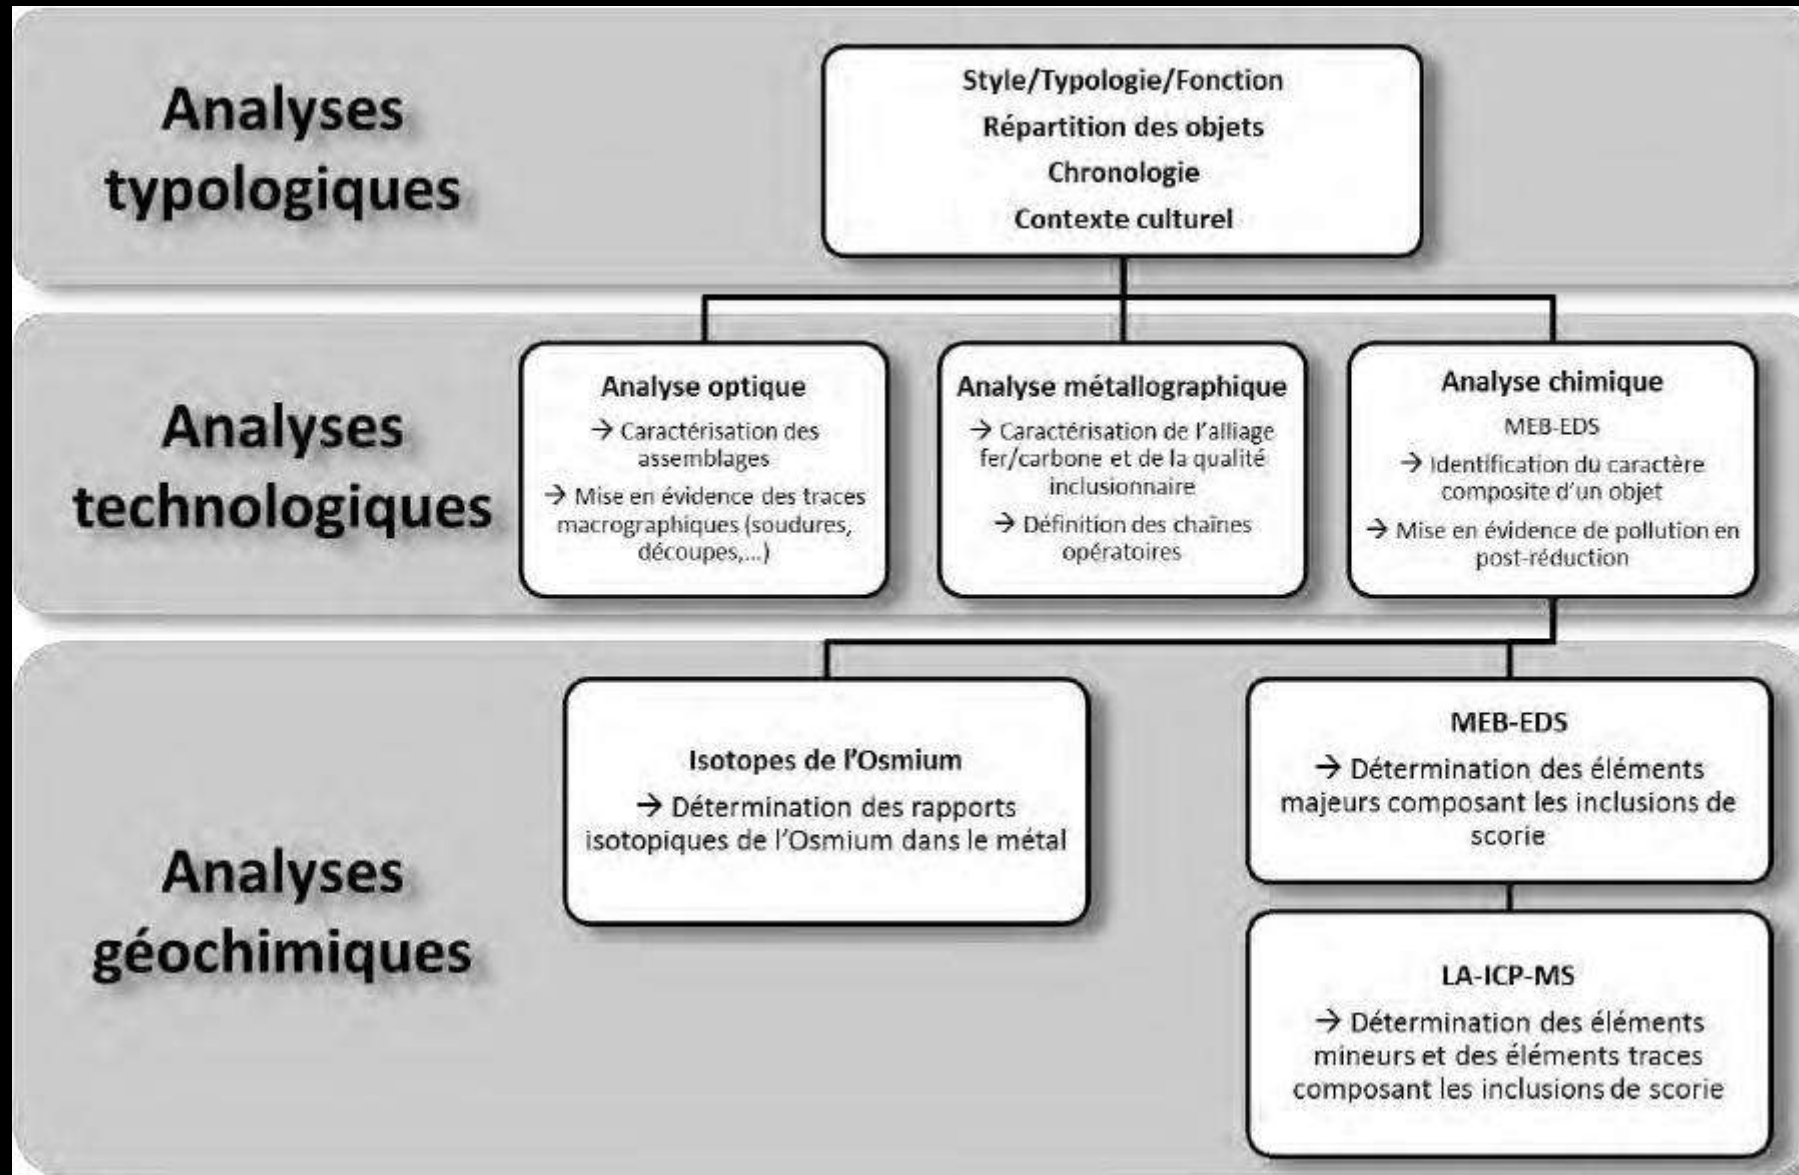 Analyses
typologiques
Style/Typologie/Fonction
Répartition des objets
Chronologie
Contexte culturel
Analyses
technologiques
Analyse optique
→ Caractérisation des
assemblages
→ Mise en évidence des traces
macrographiques (soudures,
découpes,...)
Analyse métallographique
→ Caractérisation de l'alliage
fer/carbone et de la qualité
inclusionnaire
→ Définition des chaînes
opératoires
Analyse chimique
MEB-EDS
→ Identification du caractère
composite d'un objet
→ Mise en évidence de pollution en
post-réduction
Analyses
géochimiques
Isotopes de l'Osmium
→ Détermination des rapports
isotopiques de l'Osmium dans le métal
MEB-EDS
→ Détermination des éléments
majeurs composant les inclusions de
scorie
LA-ICP-MS
→ Détermination des éléments
mineurs et des éléments traces
composant les inclusions de scorie